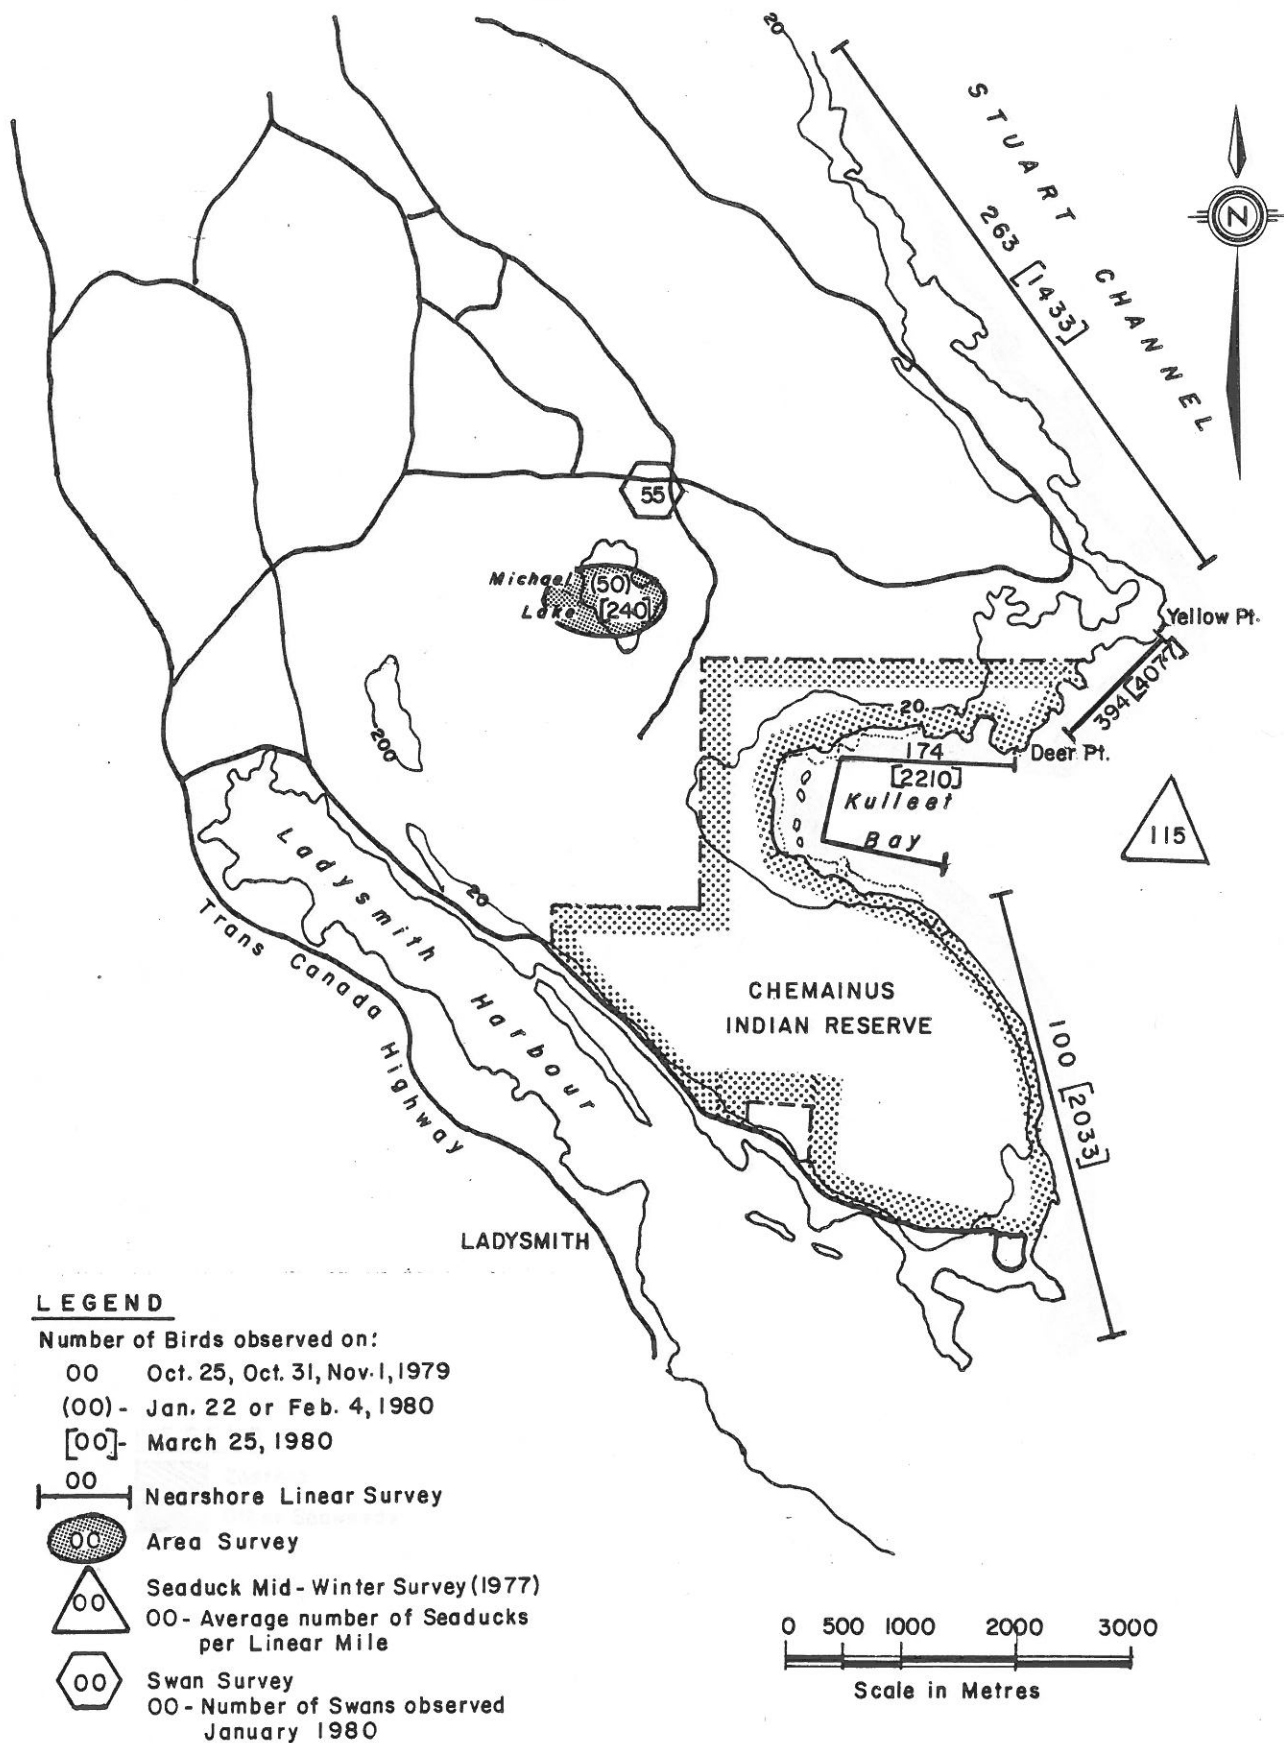 20
STUART CHANNEL
263 [1433]
N
55
Michael (50)
Lake [240]
Yellow Pt.
394 [4077]
20
Deer Pt.
174
[2210]
Kulleet
Bay
115
200
20
Ladysmith Harbour
Trans Canada Highway
CHEMAINUS
INDIAN RESERVE
100 [2033]
LADYSMITH
LEGEND
Number of Birds observed on:
00 Oct. 25, Oct. 31, Nov. 1, 1979
(00) - Jan. 22 or Feb. 4, 1980
[00] - March 25, 1980
00
Nearshore Linear Survey
00 Area Survey
Seaduck Mid-Winter Survey (1977)
00
00 - Average number of Seaducks
per Linear Mile
00 Swan Survey
00 - Number of Swans observed
January 1980
0 500 1000 2000 3000
Scale in Metres